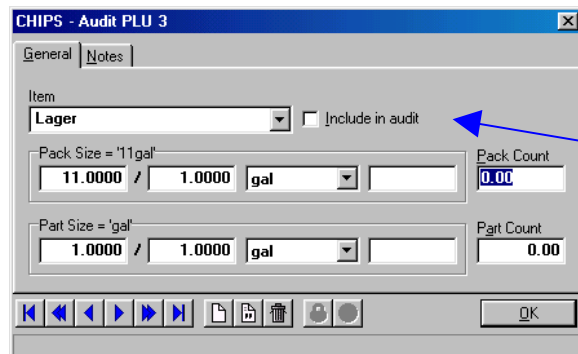 CHIPS - Audit PLU 3
General Notes
Item
Lager Include in audit
Pack Size = '11gal' Pack Count
11.0000 / 1.0000 gal 0.00
Part Size = 'gal' Part Count
1.0000 / 1.0000 gal 0.00
OK